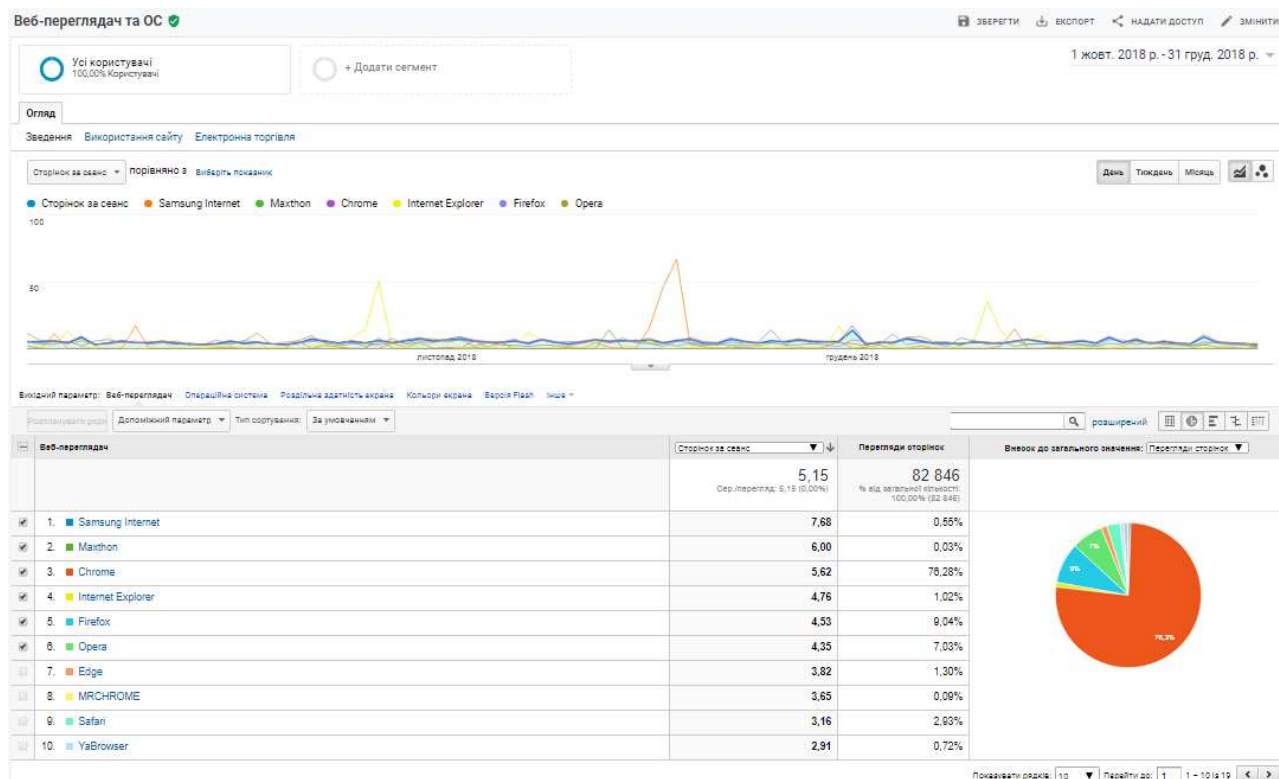 Веб-переглядач та ОС
ЗБЕРЕГТИ ЕКСПОРТ НАДАТИ ДОСТУП ЗМІНИТИ
Усі користувачі
100,00% Користувачі
+ Додати сегмент
1 жовт. 2018 р. - 31 груд. 2018 р.
Огляд
Зведення Використання сайту Електронна торгівля
Сторінок за сеанс порівняно з Виберіть показник
День Тиждень Місяць
Сторінок за сеанс Samsung Internet Maxthon Chrome Internet Explorer Firefox Opera
100
50
листопад 2018 грудень 2018
Вихідний параметр: Веб-переглядач Операційна система Роздільна здатність екрана Кольори екрана Версія Flash Інше
Розпланувати ряди Допоміжний параметр Тип сортування: За умовчанням розширений
Веб-переглядач Сторінок за сеанс Перегляди сторінок Внесок до загального значення: Перегляди сторінок
5,15 82 846
Сер./перегляд: 5,15 (0,00%) % від загальної кількості: 100,00% (82 846)
1. Samsung Internet 7,68 0,55%
2. Maxthon 6,00 0,03%
3. Chrome 5,62 76,28%
4. Internet Explorer 4,76 1,02%
5. Firefox 4,53 9,04%
6. Opera 4,35 7,03%
7. Edge 3,82 1,30%
8. MRCHROME 3,65 0,09%
9. Safari 3,16 2,93%
10. YaBrowser 2,91 0,72%
7%
9%
76,3%
Показувати рядків: 10 Перейти до: 1 1 – 10 із 19